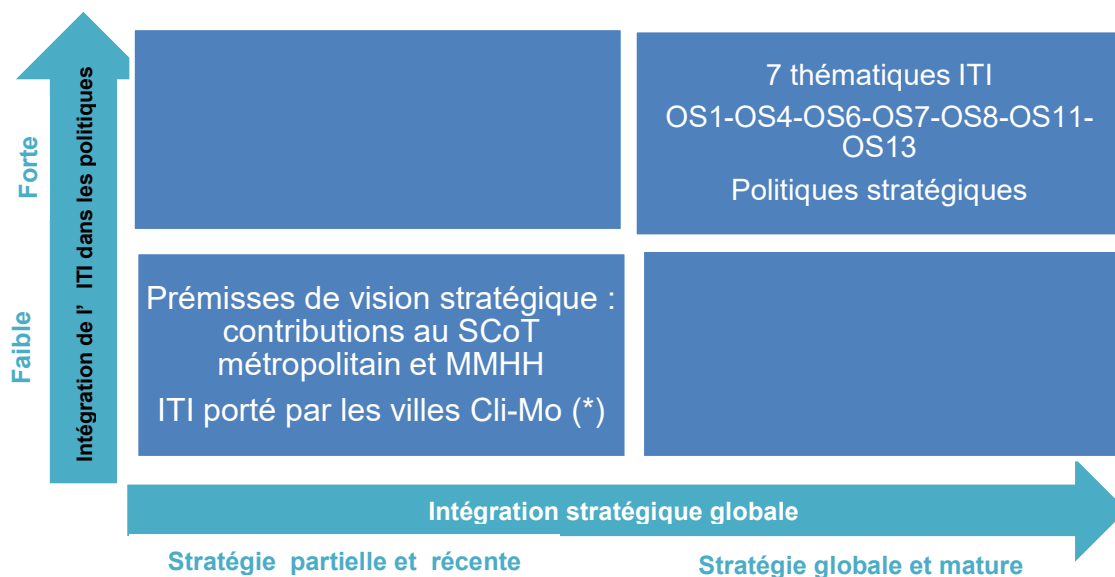 Intégration de l' ITI dans les politiques
Forte
Faible
7 thématiques ITI
OS1-OS4-OS6-OS7-OS8-OS11-
OS13
Politiques stratégiques
Prémisses de vision stratégique :
contributions au SCoT
métropolitain et MMHH
ITI porté par les villes Cli-Mo (*)
Intégration stratégique globale
Stratégie partielle et récente
Stratégie globale et mature